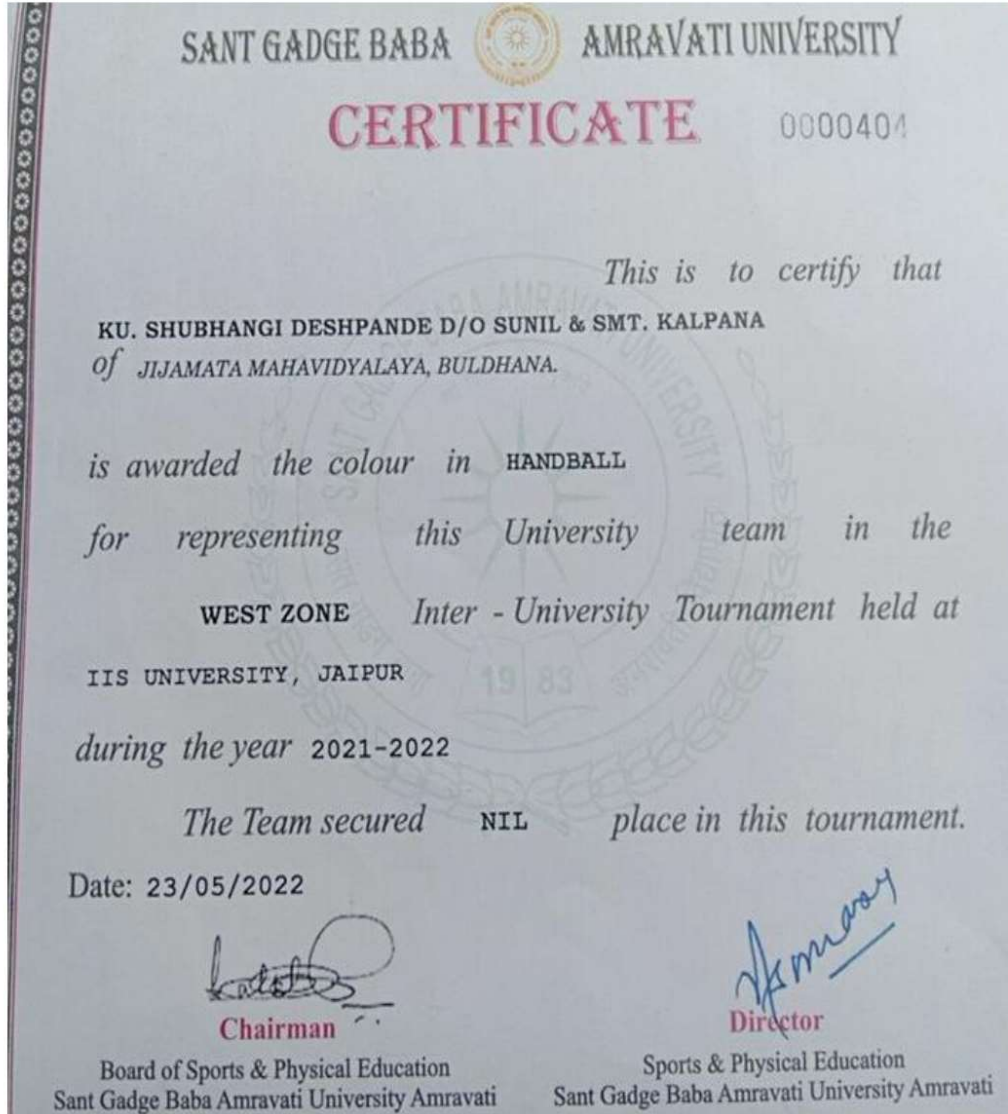 SANT GADGE BABA AMRAVATI UNIVERSITY
CERTIFICATE 0000404
This is to certify that
KU. SHUBHANGI DESHPANDE D/O SUNIL & SMT. KALPANA
of JIJAMATA MAHAVIDYALAYA, BULDHANA.
is awarded the colour in HANDBALL
for representing this University team in the
WEST ZONE Inter - University Tournament held at
IIS UNIVERSITY, JAIPUR
19 83
during the year 2021-2022
The Team secured NIL place in this tournament.
Date: 23/05/2022
Chairman
Director
Board of Sports & Physical Education
Sports & Physical Education
Sant Gadge Baba Amravati University Amravati
Sant Gadge Baba Amravati University Amravati